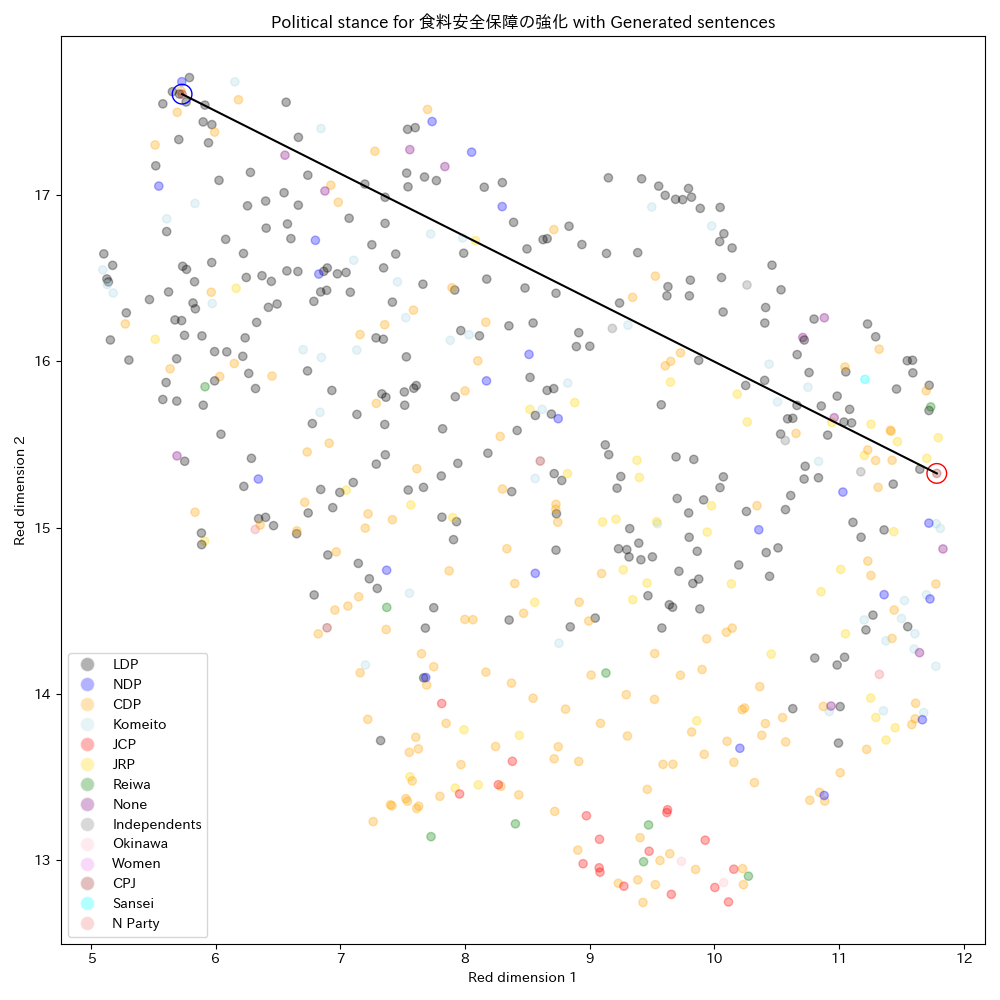 Political stance for 食料安全保障の強化 with Generated sentences
Red dimension 2
17
16
15
14
13
LDP
NDP
CDP
Komeito
JCP
JRP
Reiwa
None
Independents
Okinawa
Women
CPJ
Sansei
N Party
5 6 7 8 9 10 11 12
Red dimension 1